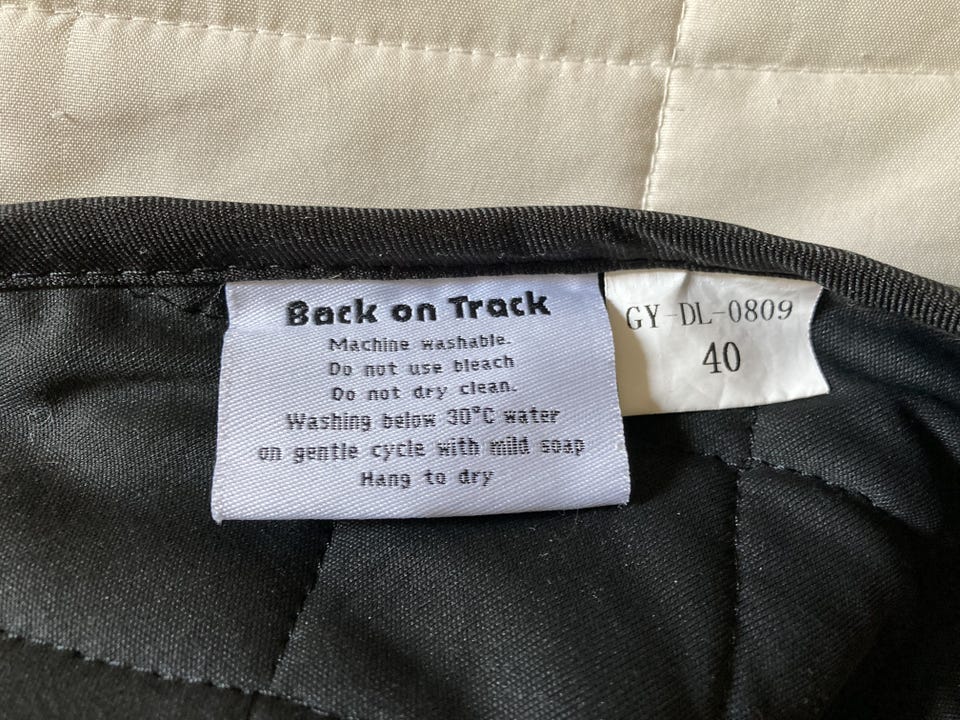 Back on Track
Machine washable.
Do not use bleach
Do not dry clean.
Washing below 30°C water
on gentle cycle with mild soap
Hang to dry
GY-DL-0809
40